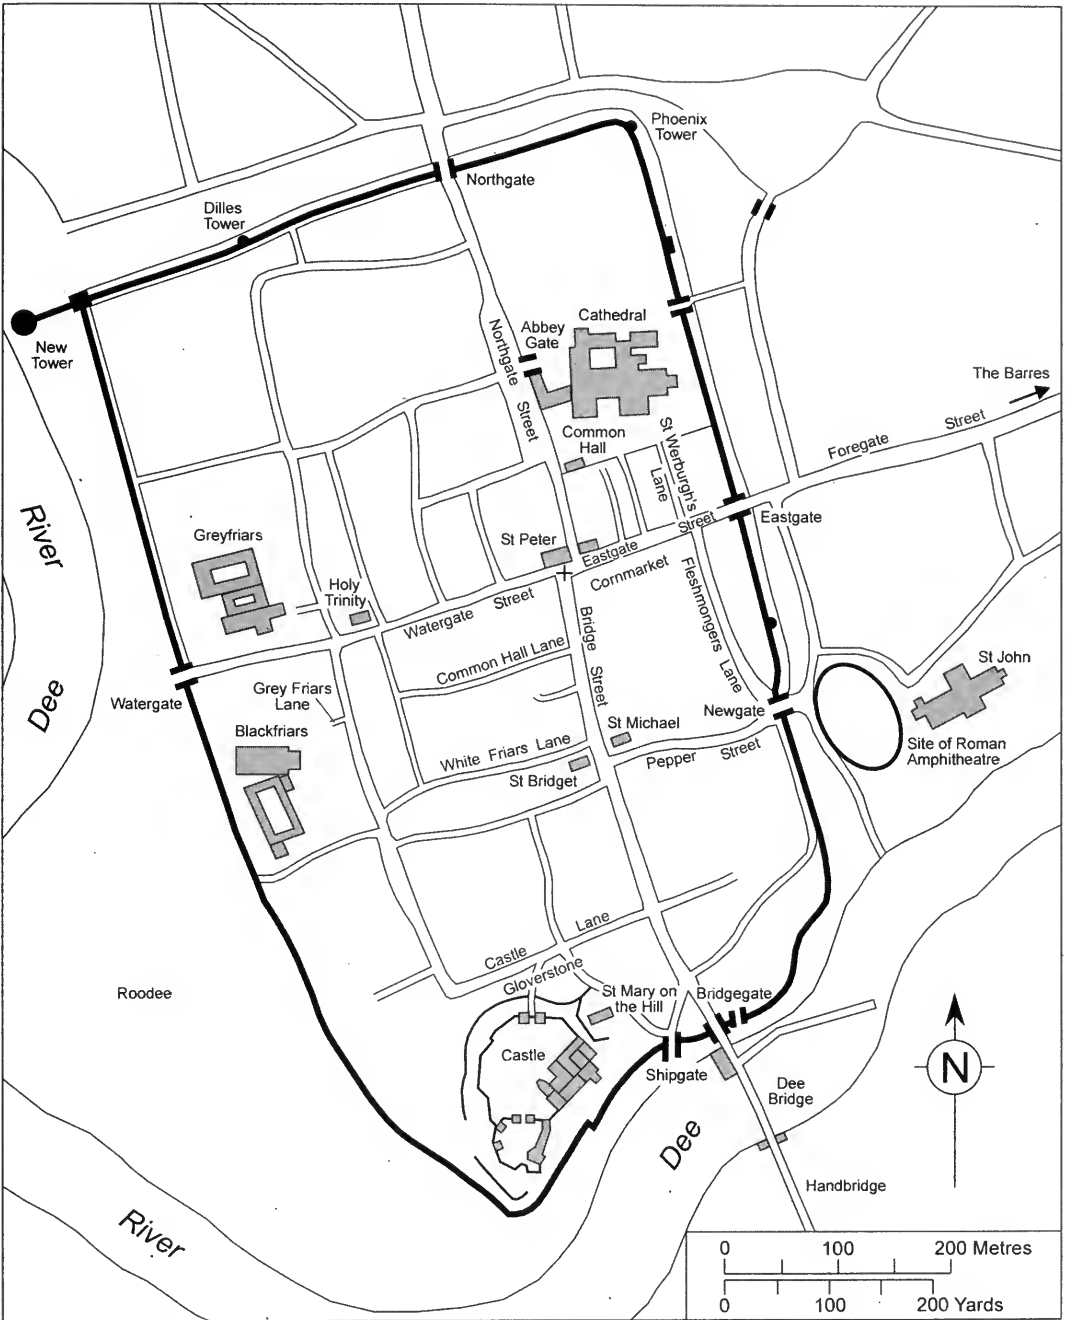 Phoenix
Tower
Northgate
Dilles
Tower
New
Tower
Northgate
Street
Abbey
Gate
Cathedral
The Barres
Foregate
Street
Common
Hall
St Werburgh's
Lane
River
Dee
Greyfriars
St Peter
Eastgate
Street
Eastgate
Cornmarket
Holy
Trinity
Watergate
Street
Fleshmongers
Lane
Bridge
Street
Common Hall Lane
St John
Watergate
Grey Friars
Lane
Newgate
Blackfriars
St Michael
White Friars Lane
Pepper
Street
Site of Roman
Amphitheatre
St Bridget
Castle
Lane
Gloverstone
Roodee
St Mary on
the Hill
Bridgegate
Castle
Shipgate
N
Dee
Bridge
Dee
Handbridge
River
0 100 200 Metres
0 100 200 Yards